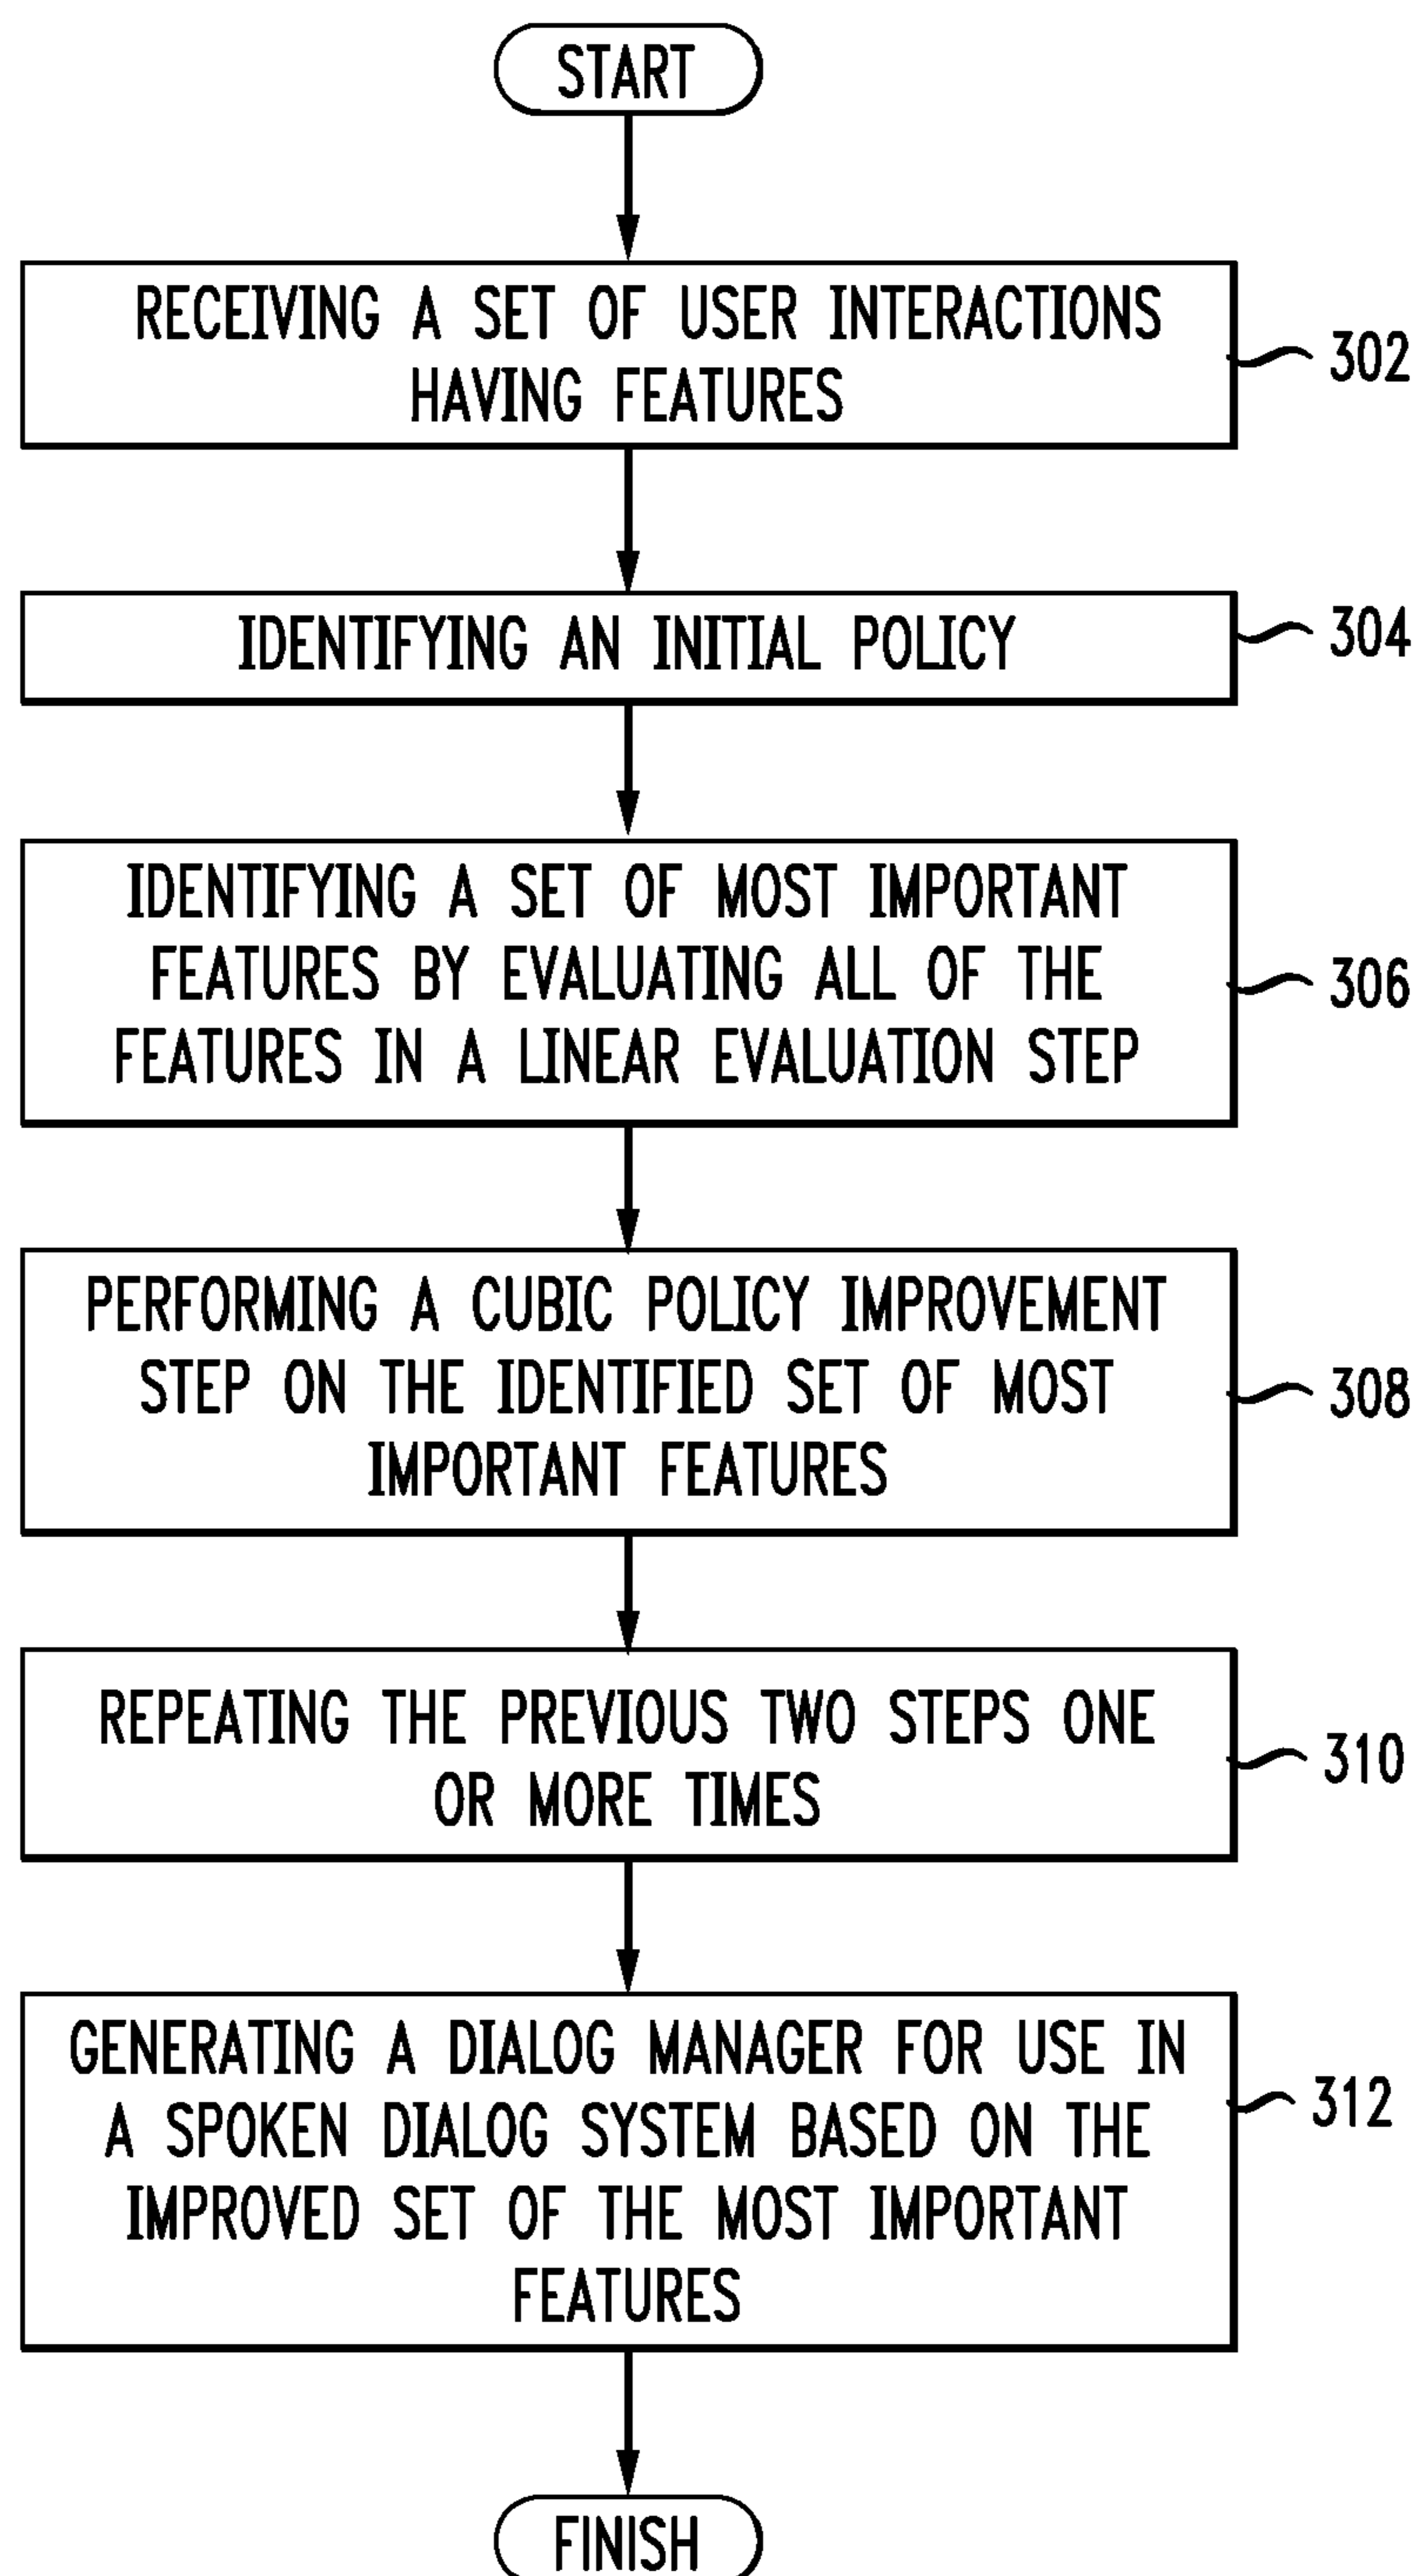 START
RECEIVING A SET OF USER INTERACTIONS
HAVING FEATURES
302
IDENTIFYING AN INITIAL POLICY
304
IDENTIFYING A SET OF MOST IMPORTANT
FEATURES BY EVALUATING ALL OF THE
FEATURES IN A LINEAR EVALUATION STEP
306
PERFORMING A CUBIC POLICY IMPROVEMENT
STEP ON THE IDENTIFIED SET OF MOST
IMPORTANT FEATURES
308
REPEATING THE PREVIOUS TWO STEPS ONE
OR MORE TIMES
310
GENERATING A DIALOG MANAGER FOR USE IN
A SPOKEN DIALOG SYSTEM BASED ON THE
IMPROVED SET OF THE MOST IMPORTANT
FEATURES
312
FINISH